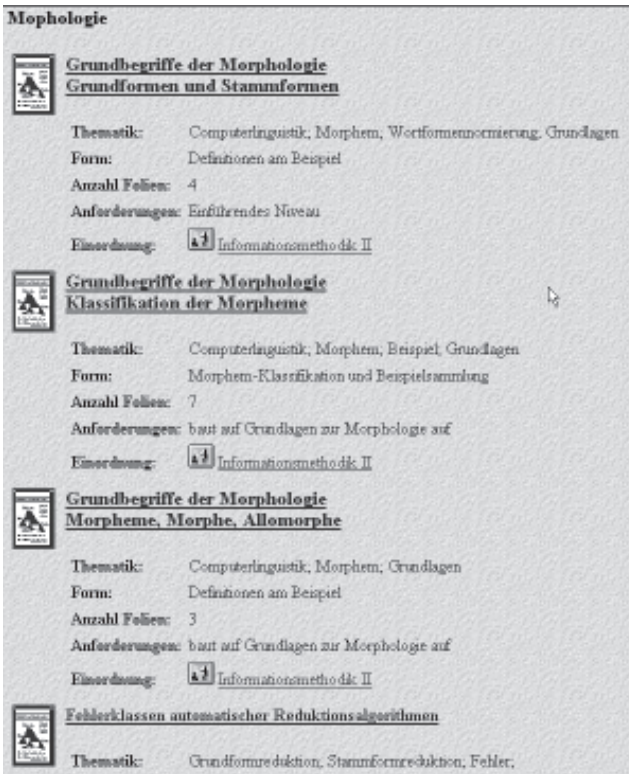 Mophologie
Grundbegriffe der Morphologie
Grundformen und Stammformen
Thematik: Computerlinguistik; Morphem; Wortformennormierung; Grundlagen
Form: Definitionen am Beispiel
Anzahl Folien: 4
Anforderungen: Einführendes Niveau
Einordnung: Informationsmethodik II
Grundbegriffe der Morphologie
Klassifikation der Morpheme
Thematik: Computerlinguistik; Morphem; Beispiel; Grundlagen
Form: Morphem-Klassifikation und Beispielsammlung
Anzahl Folien: 7
Anforderungen: baut auf Grundlagen zur Morphologie auf
Einordnung: Informationsmethodik II
Grundbegriffe der Morphologie
Morpheme, Morphe, Allomorphe
Thematik: Computerlinguistik; Morphem; Grundlagen
Form: Definitionen am Beispiel
Anzahl Folien: 3
Anforderungen: baut auf Grundlagen zur Morphologie auf
Einordnung: Informationsmethodik II
Fehlerklassen automatischer Reduktionsalgorithmen
Thematik: Grundformreduktion; Stammformreduktion; Fehler;